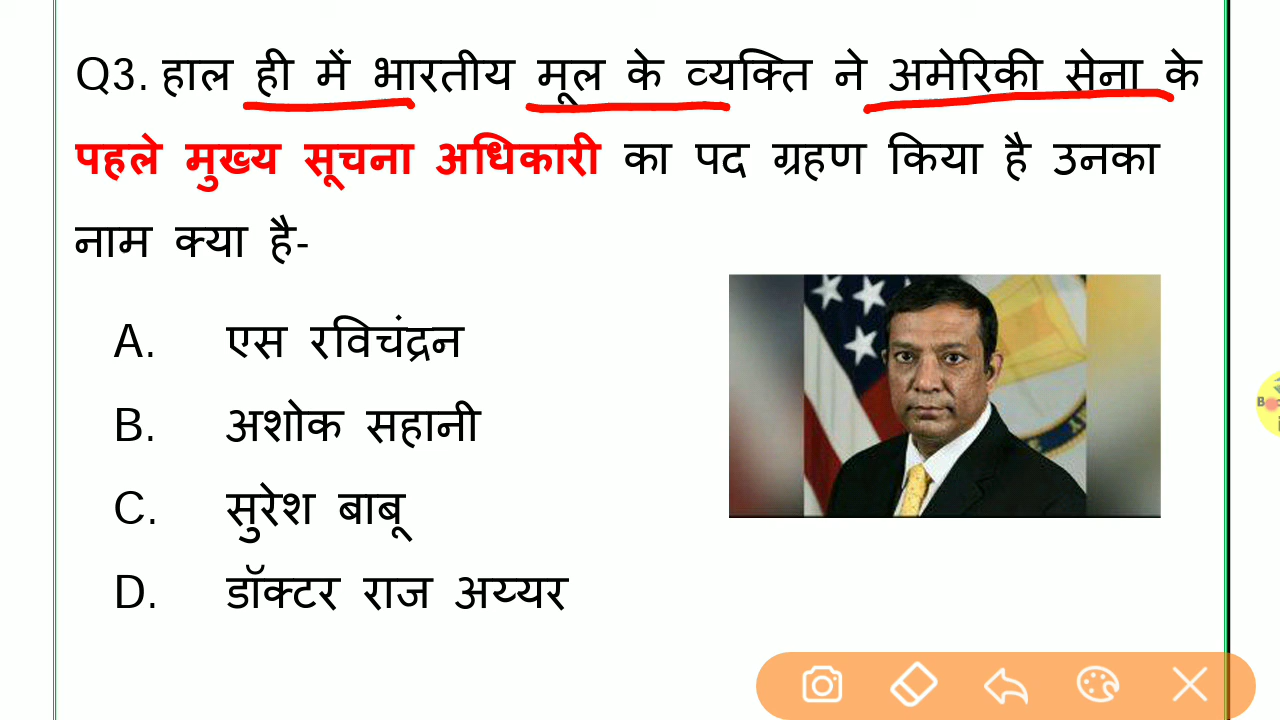 Q3. हाल ही में भारतीय मूल के व्यक्ति ने अमेरिकी सेना के
पहले मुख्य सूचना अधिकारी का पद ग्रहण किया है उनका
नाम क्या है-
A. एस रविचंद्रन
B. अशोक सहानी
C. सुरेश बाबू
D. डॉक्टर राज अय्यर